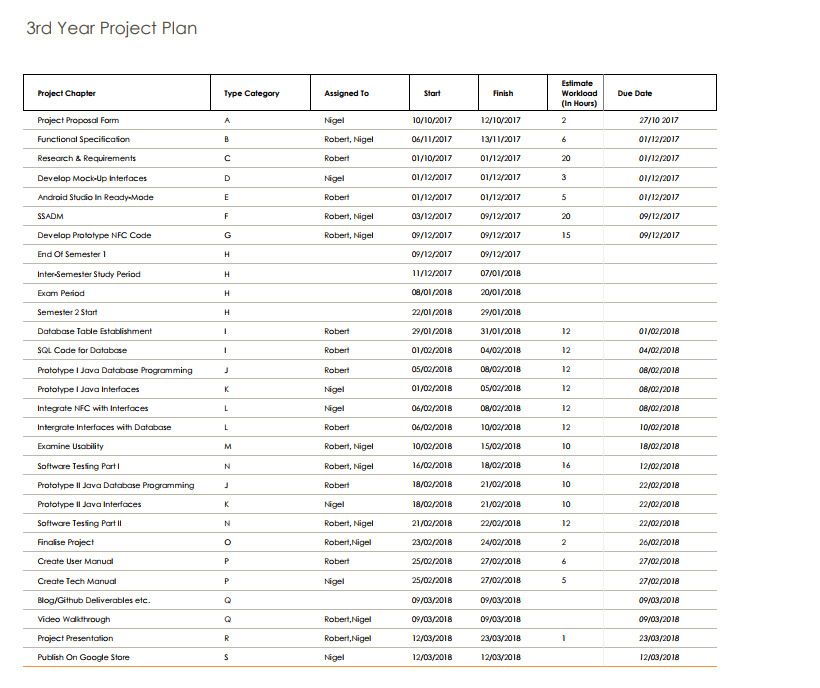 3rd Year Project Plan
Project Chapter Type Category Assigned To Start Finish Estimate Workload (In Hours) Due Date
Project Proposal Form A Nigel 10/10/2017 12/10/2017 2 27/10 2017
Functional Specification B Robert, Nigel 06/11/2017 13/11/2017 6 01/12/2017
Research & Requirements C Robert 01/10/2017 01/12/2017 20 01/12/2017
Develop Mock-Up Interfaces D Nigel 01/12/2017 01/12/2017 3 01/12/2017
Android Studio In Ready-Mode E Robert 01/12/2017 01/12/2017 5 01/12/2017
SSADM F Robert, Nigel 03/12/2017 09/12/2017 20 09/12/2017
Develop Prototype NFC Code G Robert, Nigel 09/12/2017 09/12/2017 15 09/12/2017
End Of Semester 1 H 09/12/2017 09/12/2017
Inter-Semester Study Period H 11/12/2017 07/01/2018
Exam Period H 08/01/2018 20/01/2018
Semester 2 Start H 22/01/2018 29/01/2018
Database Table Establishment I Robert 29/01/2018 31/01/2018 12 01/02/2018
SQL Code for Database I Robert 01/02/2018 04/02/2018 12 04/02/2018
Prototype I Java Database Programming J Robert 05/02/2018 08/02/2018 12 08/02/2018
Prototype I Java Interfaces K Nigel 01/02/2018 05/02/2018 12 08/02/2018
Integrate NFC with Interfaces L Nigel 06/02/2018 08/02/2018 12 08/02/2018
Intergrate Interfaces with Database L Robert 06/02/2018 10/02/2018 12 10/02/2018
Examine Usability M Robert, Nigel 10/02/2018 15/02/2018 10 18/02/2018
Software Testing Part I N Robert, Nigel 16/02/2018 18/02/2018 16 12/02/2018
Prototype II Java Database Programming J Robert 18/02/2018 21/02/2018 10 22/02/2018
Prototype II Java Interfaces K Nigel 18/02/2018 21/02/2018 10 22/02/2018
Software Testing Part II N Robert, Nigel 21/02/2018 22/02/2018 12 22/02/2018
Finalise Project O Robert,Nigel 23/02/2018 24/02/2018 2 26/02/2018
Create User Manual P Robert 25/02/2018 27/02/2018 6 27/02/2018
Create Tech Manual P Nigel 25/02/2018 27/02/2018 5 27/02/2018
Blog/Github Deliverables etc. Q 09/03/2018 09/03/2018 09/03/2018
Video Walkthrough Q Robert,Nigel 09/03/2018 09/03/2018 09/03/2018
Project Presentation R Robert,Nigel 12/03/2018 23/03/2018 1 23/03/2018
Publish On Google Store S Nigel 12/03/2018 12/03/2018 12/03/2018